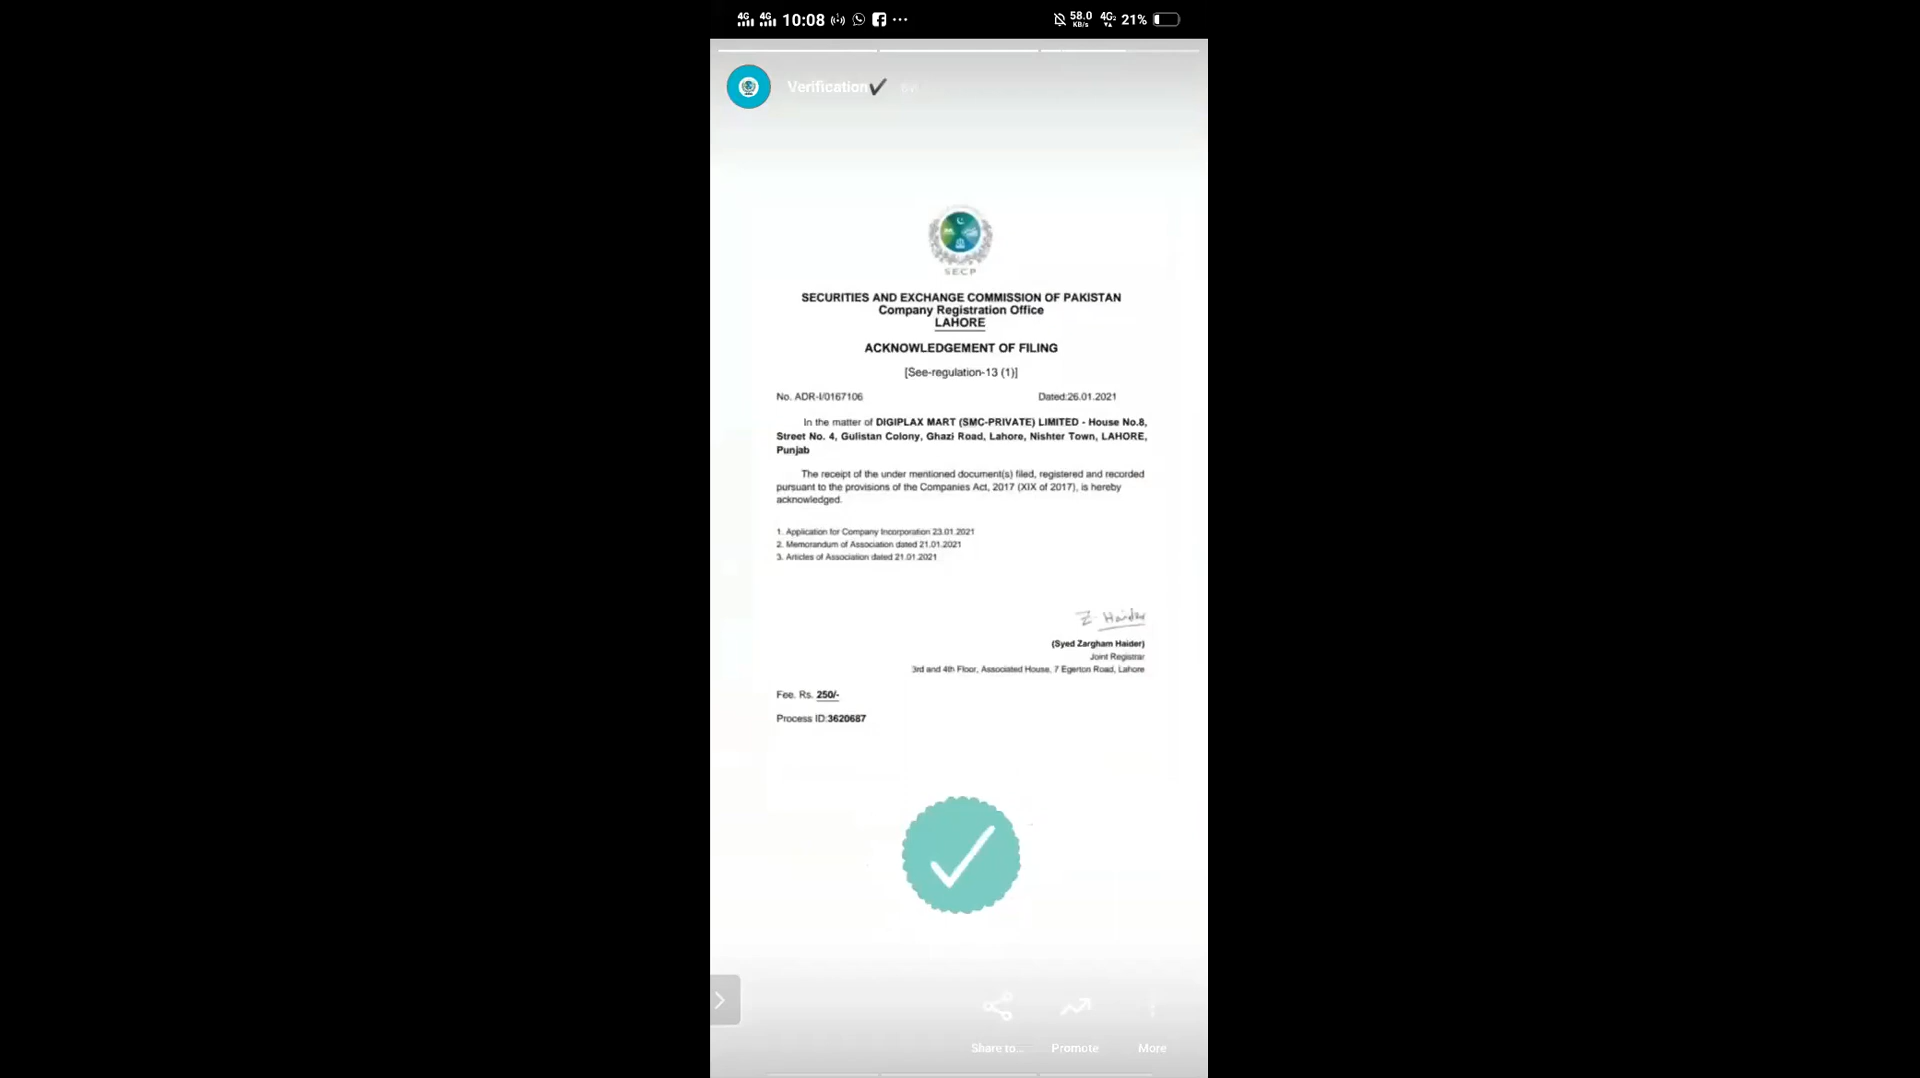 10:08 58.0 KB/s 4G 21%
Verification✔
SECP
SECURITIES AND EXCHANGE COMMISSION OF PAKISTAN
Company Registration Office
LAHORE
ACKNOWLEDGEMENT OF FILING
[See-regulation-13 (1)]
No. ADR-I/0167106 Dated:26.01.2021
In the matter of DIGIPLAX MART (SMC-PRIVATE) LIMITED - House No.8,
Street No. 4, Gulistan Colony, Ghazi Road, Lahore, Nishter Town, LAHORE,
Punjab
The receipt of the under mentioned document(s) filed, registered and recorded
pursuant to the provisions of the Companies Act, 2017 (XIX of 2017), is hereby
acknowledged.
1. Application for Company Incorporation 23.01.2021
2. Memorandum of Association dated 21.01.2021
3. Articles of Association dated 21.01.2021
Z Haider
(Syed Zargham Haider)
Joint Registrar
3rd and 4th Floor, Associated House, 7 Egerton Road, Lahore
Fee. Rs. 250/-
Process ID:3620687
Share to... Promote More